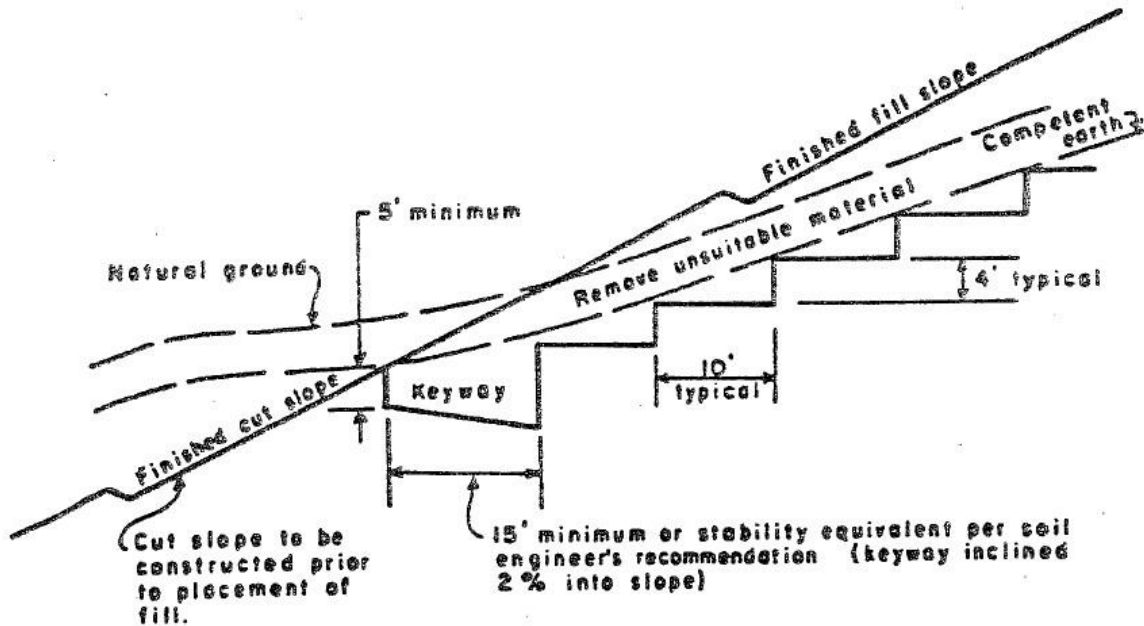 Finished fill slope
Competent
earth
5' minimum
Remove unsuitable material
Natural ground
4' typical
10'
typical
Keyway
Finished cut slope
Cut slope to be
constructed prior
to placement of
fill.
15' minimum or stability equivalent per soil
engineer's recommendation (keyway inclined
2% into slope)